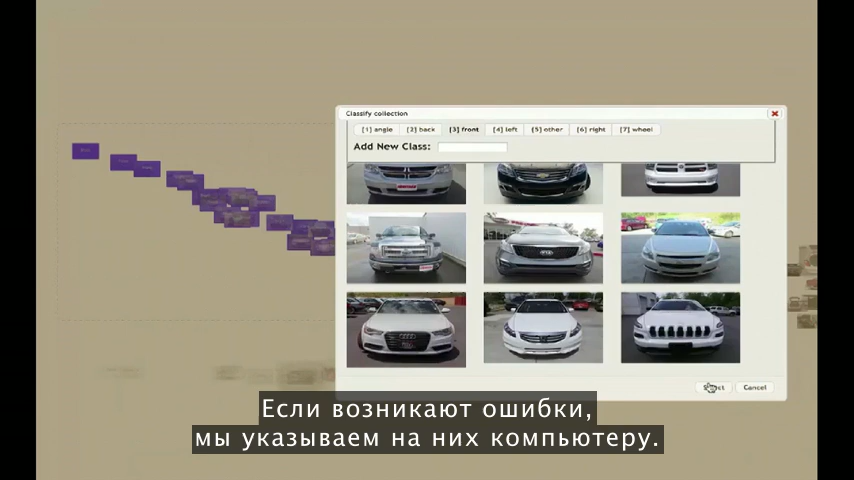 Classify collection
[1] angle
[2] back
[3] front
[4] left
[5] other
[6] right
[7] wheel
Add New Class:
Cancel
Если возникают ошибки,
мы указываем на них компьютеру.